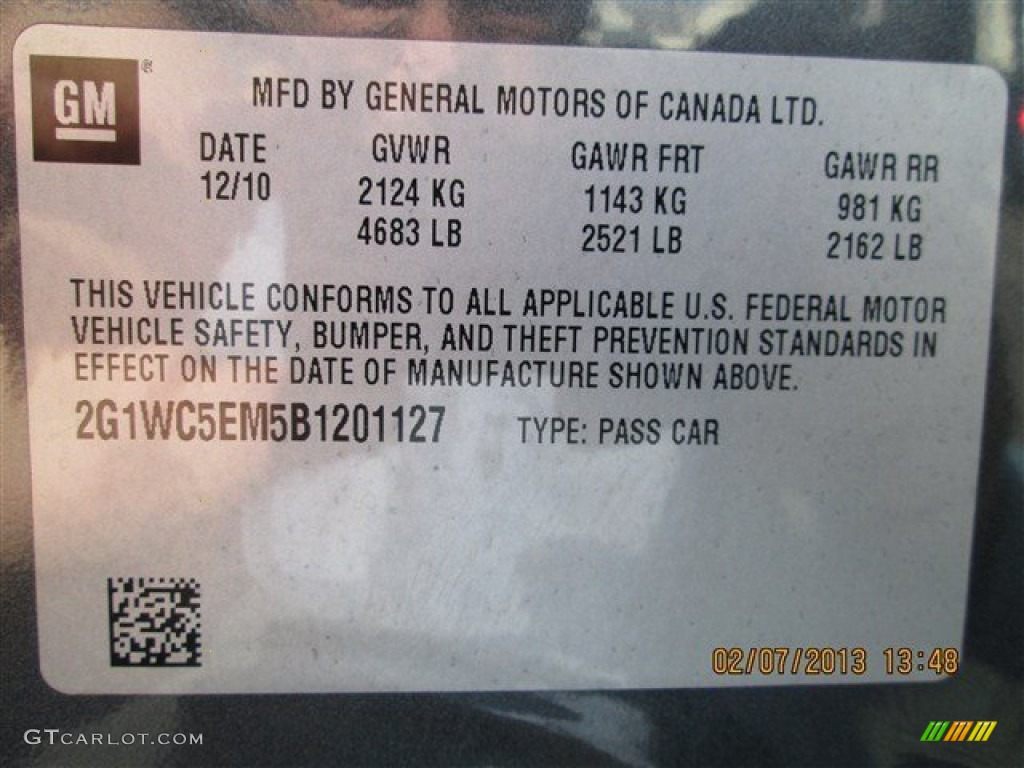 GM ®
MFD BY GENERAL MOTORS OF CANADA LTD.
DATE GVWR GAWR FRT GAWR RR
12/10 2124 KG 1143 KG 981 KG
4683 LB 2521 LB 2162 LB
THIS VEHICLE CONFORMS TO ALL APPLICABLE U.S. FEDERAL MOTOR
VEHICLE SAFETY, BUMPER, AND THEFT PREVENTION STANDARDS IN
EFFECT ON THE DATE OF MANUFACTURE SHOWN ABOVE.
2G1WC5EM5B1201127 TYPE: PASS CAR
02/07/2013 13:48
GTCARLOT.COM